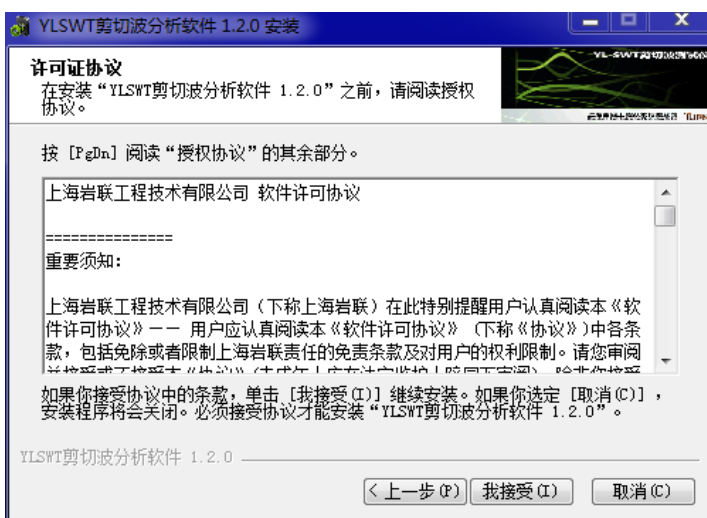 YLSWT剪切波分析软件 1.2.0 安装
许可证协议
在安装“YLSWT剪切波分析软件 1.2.0”之前，请阅读授权
协议。
按 [PgDn] 阅读“授权协议”的其余部分。
上海岩联工程技术有限公司 软件许可协议
===============
重要须知：
上海岩联工程技术有限公司（下称上海岩联）在此特别提醒用户认真阅读本《软
件许可协议》—— 用户应认真阅读本《软件许可协议》（下称《协议》）中各条
款，包括免除或者限制上海岩联责任的免责条款及对用户的权利限制。请您审阅
如果你接受协议中的条款，单击 [我接受(I)] 继续安装。如果你选定 [取消(C)] ，
安装程序将会关闭。必须接受协议才能安装“YLSWT剪切波分析软件 1.2.0”。
YLSWT剪切波分析软件 1.2.0
< 上一步(P)
我接受(I)
取消(C)